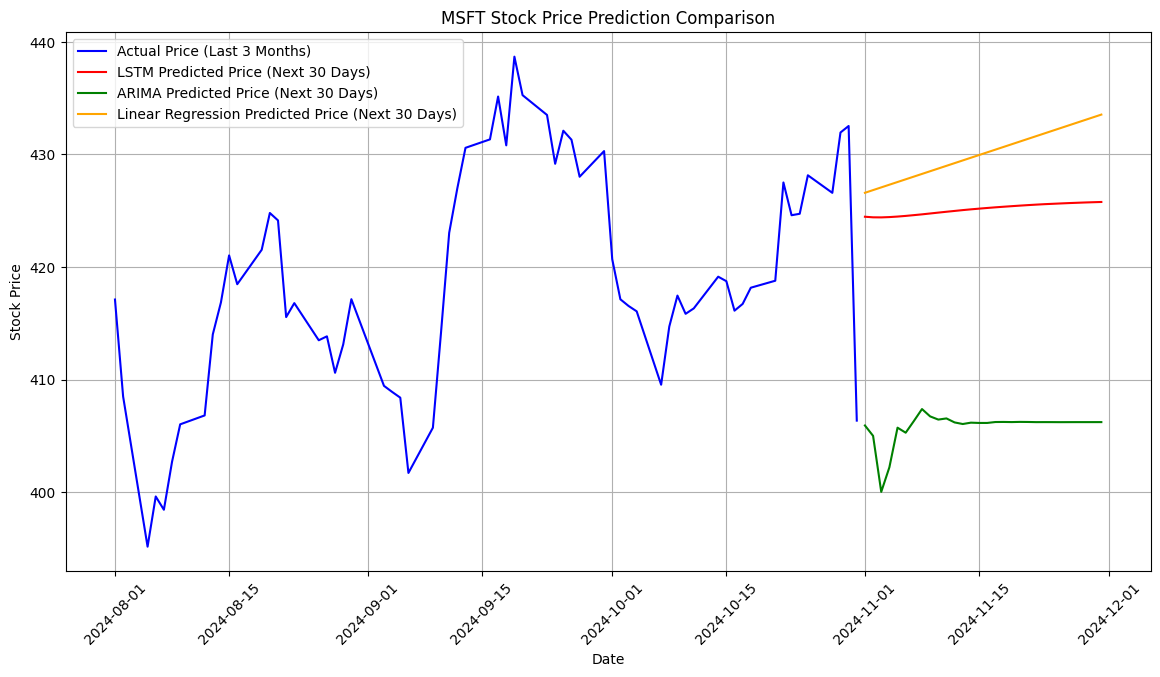 MSFT Stock Price Prediction Comparison
Actual Price (Last 3 Months)
LSTM Predicted Price (Next 30 Days)
ARIMA Predicted Price (Next 30 Days)
Linear Regression Predicted Price (Next 30 Days)
Stock Price
440
430
420
410
400
2024-08-01
2024-08-15
2024-09-01
2024-09-15
2024-10-01
2024-10-15
2024-11-01
2024-11-15
2024-12-01
Date